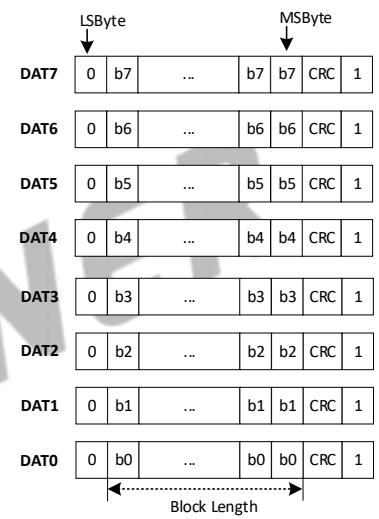 LSByte MSByte
DAT7 0 b7 ... b7 b7 CRC 1
DAT6 0 b6 ... b6 b6 CRC 1
DAT5 0 b5 ... b5 b5 CRC 1
DAT4 0 b4 ... b4 b4 CRC 1
DAT3 0 b3 ... b3 b3 CRC 1
DAT2 0 b2 ... b2 b2 CRC 1
DAT1 0 b1 ... b1 b1 CRC 1
DAT0 0 b0 ... b0 b0 CRC 1
Block Length